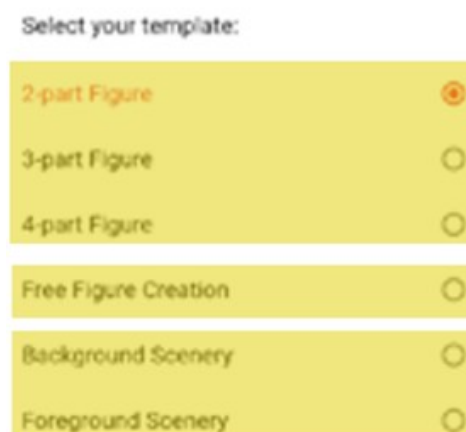 Select your template:
2-part Figure
3-part Figure
4-part Figure
Free Figure Creation
Background Scenery
Foreground Scenery